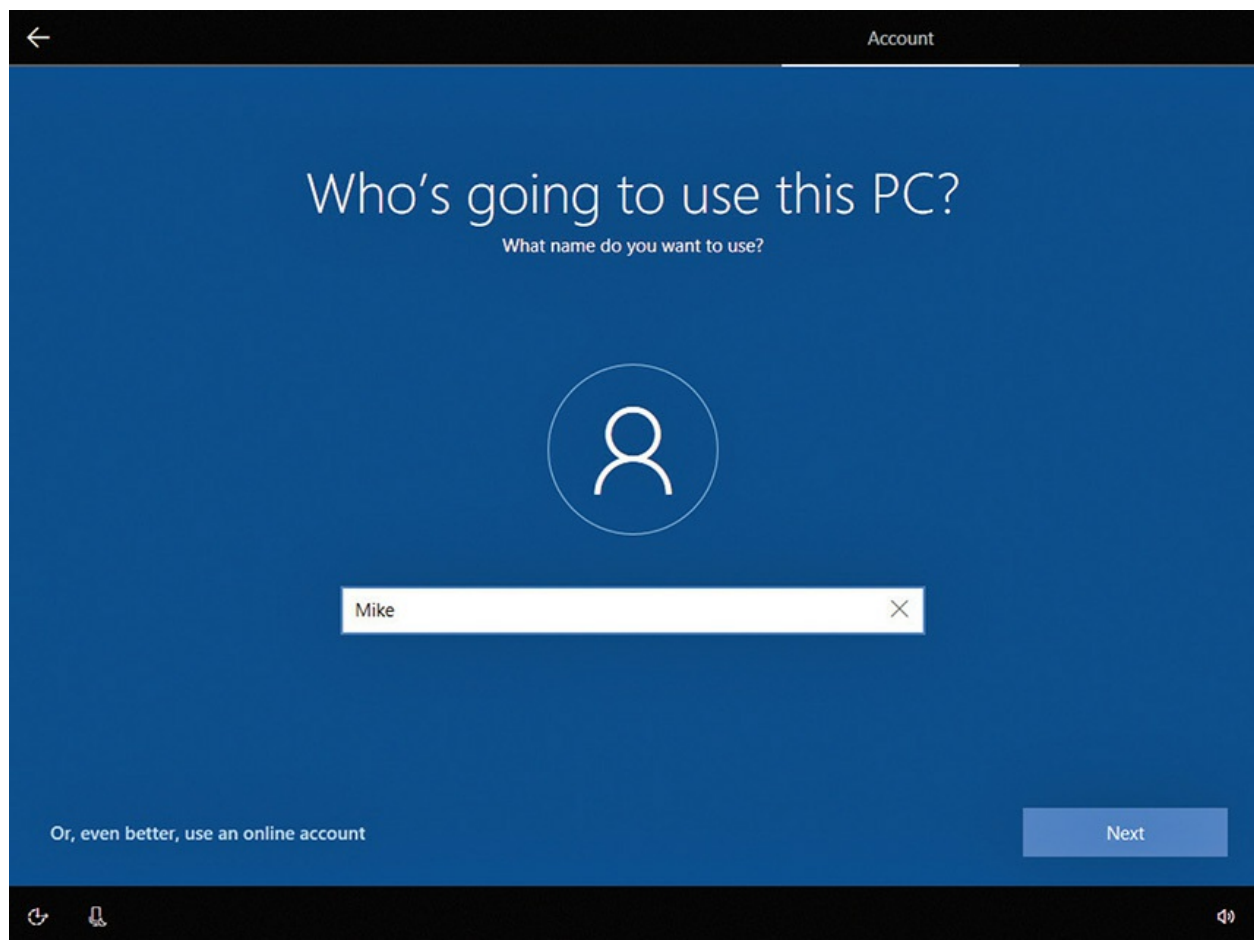 Account
Who's going to use this PC?
What name do you want to use?
Mike
Or, even better, use an online account
Next